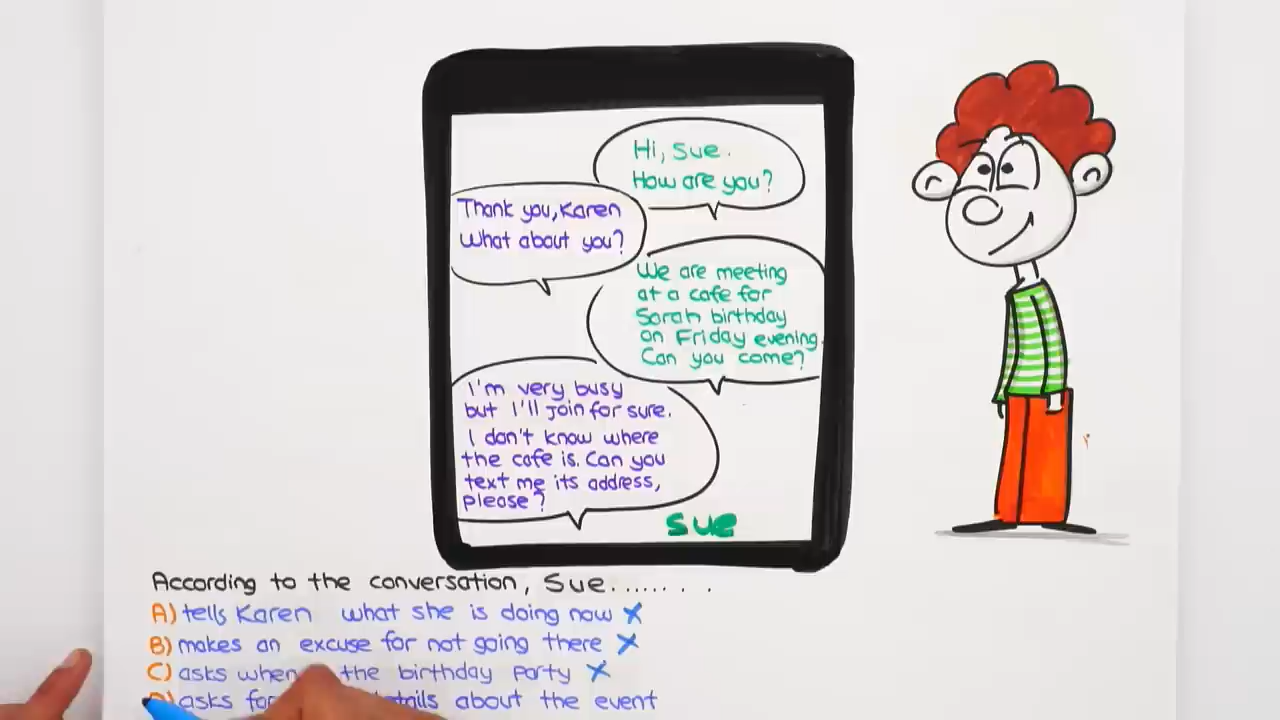 Hi, Sue.
How are you?
Thank you, Karen
What about you?
We are meeting
at a cafe for
Sarah birthday
on Friday evening.
Can you come?
I'm very busy
but I'll join for sure.
I don't know where
the cafe is. Can you
text me its address,
please?
Sue
According to the conversation, Sue........
A) tells Karen what she is doing now X
B) makes an excuse for not going there X
C) asks the birthday party X
asks about the event